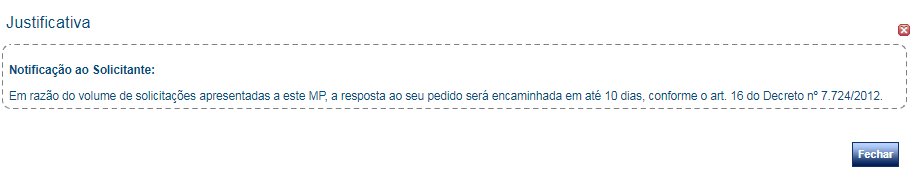 Justificativa
Notificação ao Solicitante:
Em razão do volume de solicitações apresentadas a este MP, a resposta ao seu pedido será encaminhada em até 10 dias, conforme o art. 16 do Decreto nº 7.724/2012.
Fechar